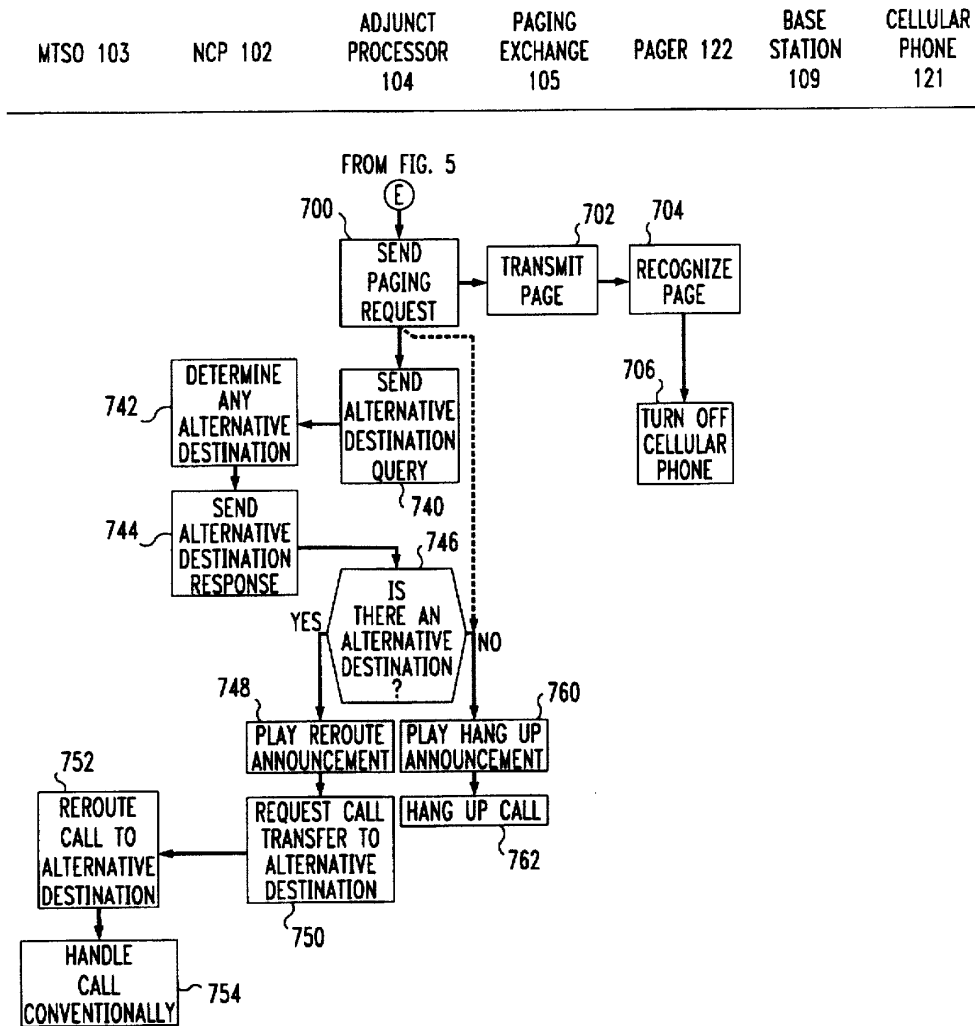 MTSO 103
NCP 102
ADJUNCT
PROCESSOR
104
PAGING
EXCHANGE
105
PAGER 122
BASE
STATION
109
CELLULAR
PHONE
121
FROM FIG. 5
E
700
SEND
PAGING
REQUEST
702
TRANSMIT
PAGE
704
RECOGNIZE
PAGE
706
TURN OFF
CELLULAR
PHONE
742
DETERMINE
ANY
ALTERNATIVE
DESTINATION
SEND
ALTERNATIVE
DESTINATION
QUERY
740
744
SEND
ALTERNATIVE
DESTINATION
RESPONSE
746
IS
THERE AN
ALTERNATIVE
DESTINATION
?
YES
NO
748
PLAY REROUTE
ANNOUNCEMENT
760
PLAY HANG UP
ANNOUNCEMENT
752
REROUTE
CALL TO
ALTERNATIVE
DESTINATION
REQUEST CALL
TRANSFER TO
ALTERNATIVE
DESTINATION
750
HANG UP CALL
762
HANDLE
CALL
CONVENTIONALLY
754